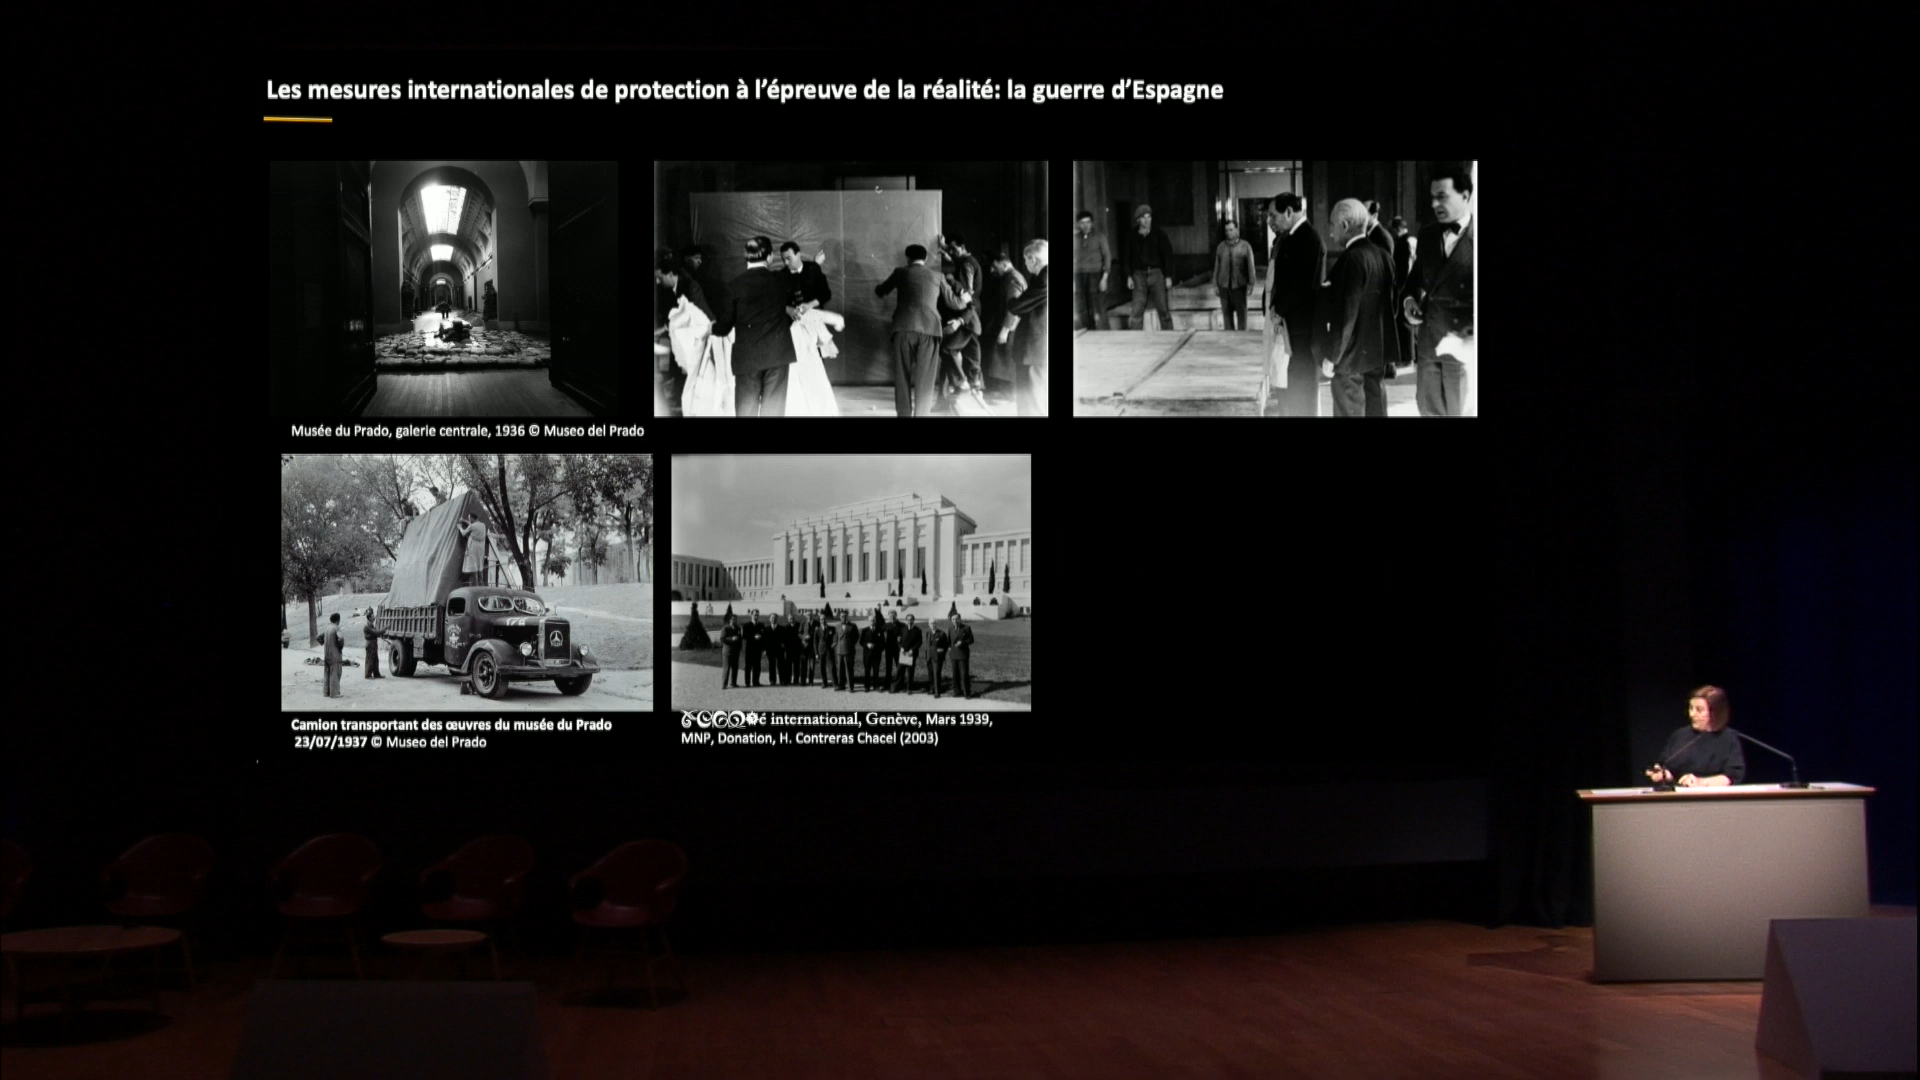 Les mesures internationales de protection à l’épreuve de la réalité: la guerre d’Espagne
Musée du Prado, galerie centrale, 1936 © Museo del Prado
Camion transportant des œuvres du musée du Prado
23/07/1937 © Museo del Prado
international, Genève, Mars 1939,
MNP, Donation, H. Contreras Chacel (2003)